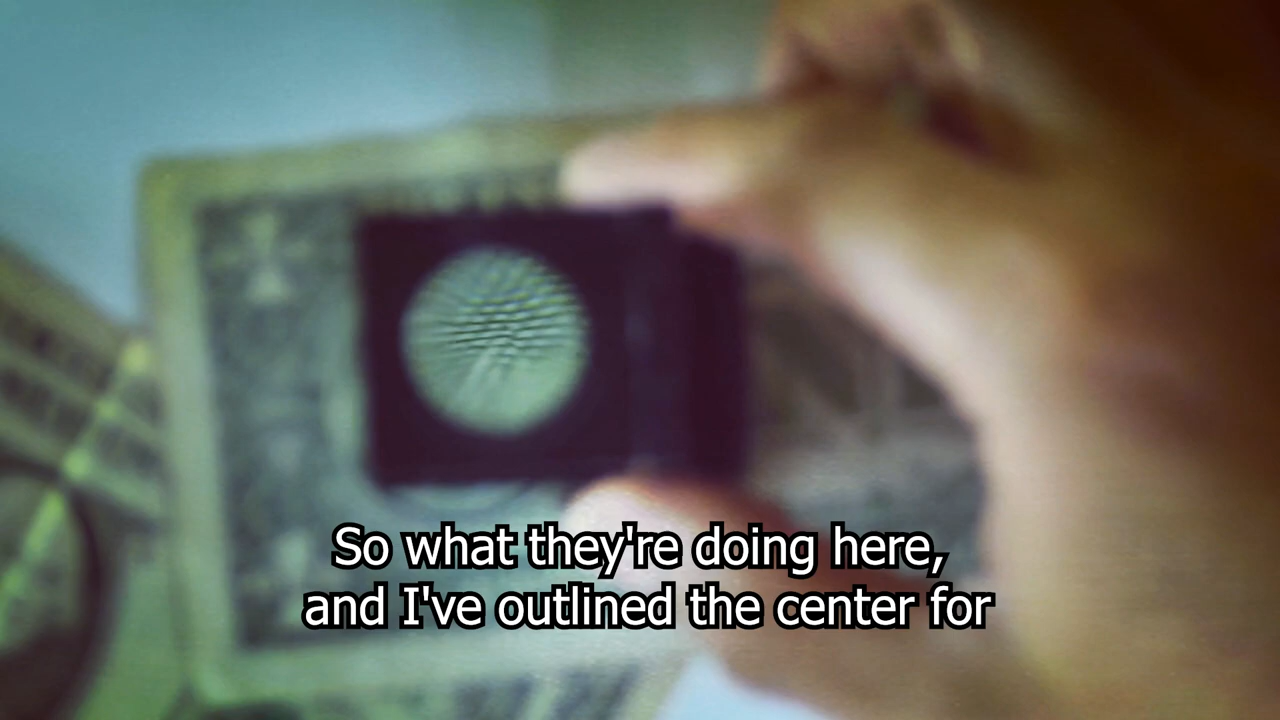 So what they're doing here,
and I've outlined the center for